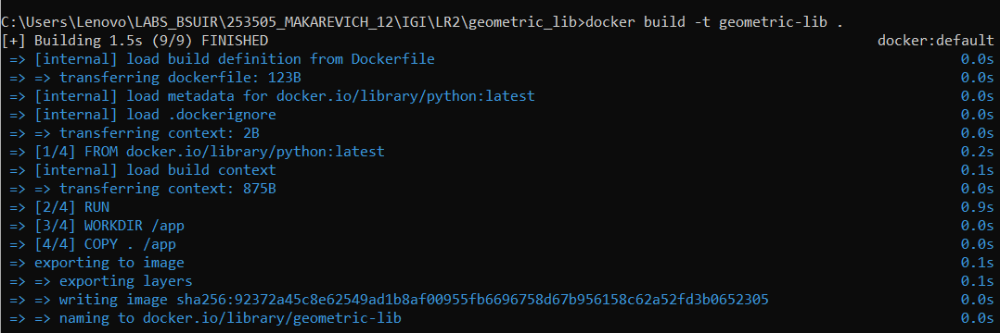 C:\Users\Lenovo\LABS_BSUIR\253505_MAKAREVICH_12\IGI\LR2\geometric_lib>docker build -t geometric-lib .
[+] Building 1.5s (9/9) FINISHED docker:default
=> [internal] load build definition from Dockerfile 0.0s
=> => transferring dockerfile: 123B 0.0s
=> [internal] load metadata for docker.io/library/python:latest 0.0s
=> [internal] load .dockerignore 0.0s
=> => transferring context: 2B 0.0s
=> [1/4] FROM docker.io/library/python:latest 0.2s
=> [internal] load build context 0.1s
=> => transferring context: 875B 0.0s
=> [2/4] RUN 0.9s
=> [3/4] WORKDIR /app 0.0s
=> [4/4] COPY . /app 0.0s
=> exporting to image 0.1s
=> => exporting layers 0.1s
=> => writing image sha256:92372a45c8e62549ad1b8af00955fb6696758d67b956158c62a52fd3b0652305 0.0s
=> => naming to docker.io/library/geometric-lib 0.0s